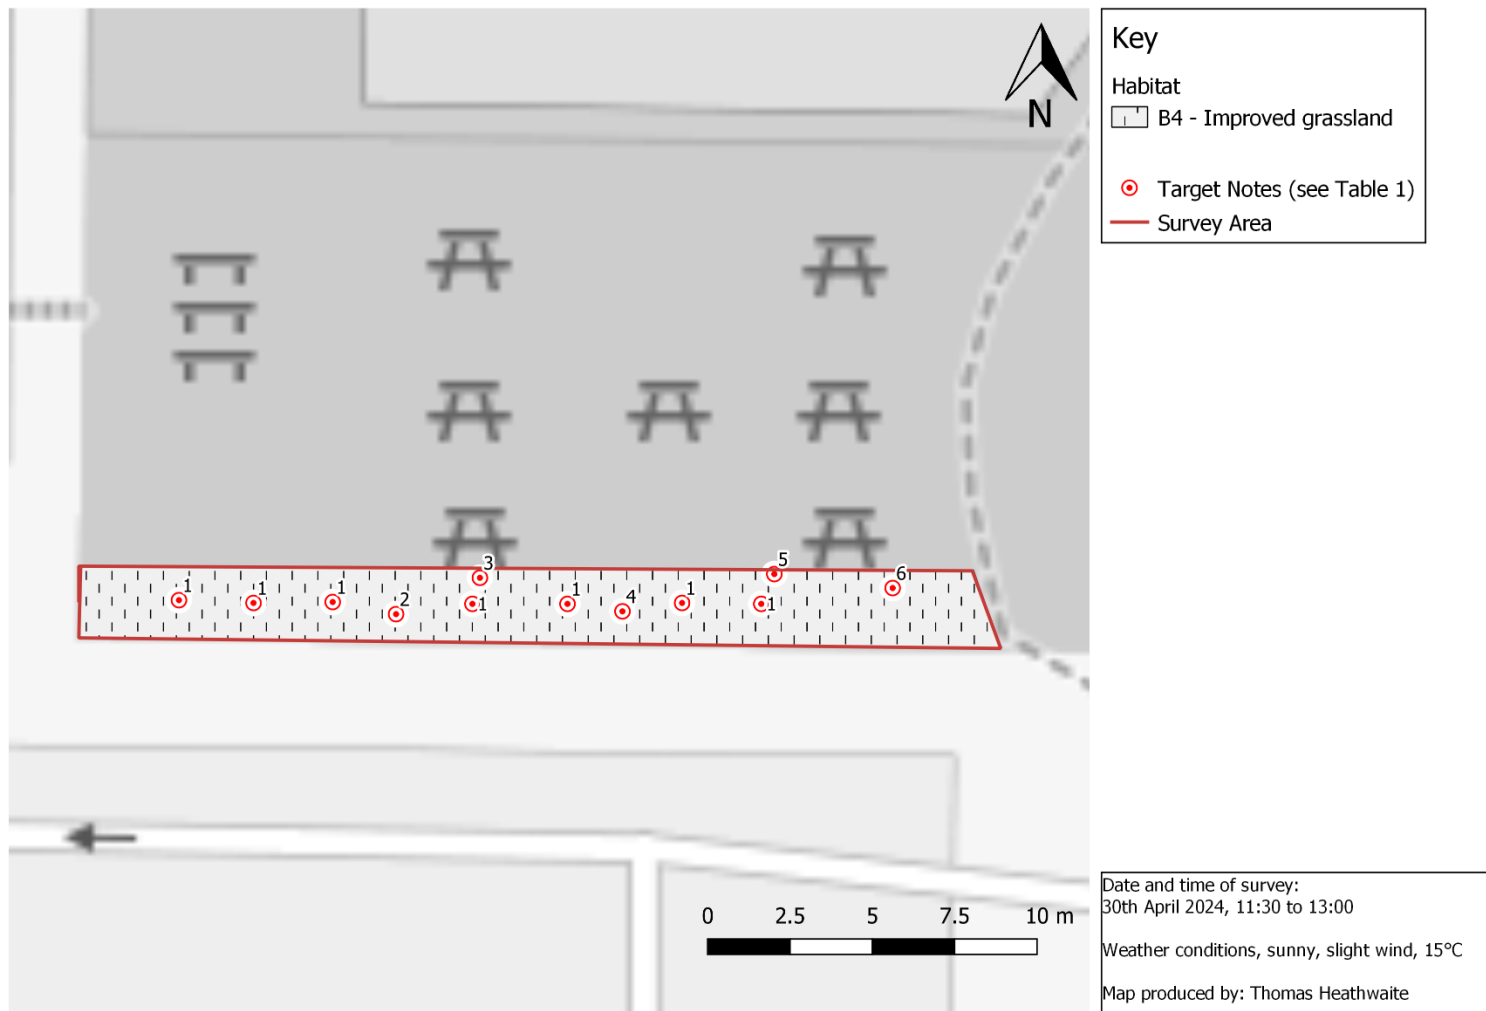 N
3
5
6
1
1
1
2
1
1
4
1
1
0 2.5 5 7.5 10 m
Key
Habitat
B4 - Improved grassland
Target Notes (see Table 1)
Survey Area
Date and time of survey:
30th April 2024, 11:30 to 13:00
Weather conditions, sunny, slight wind, 15°C
Map produced by: Thomas Heathwaite